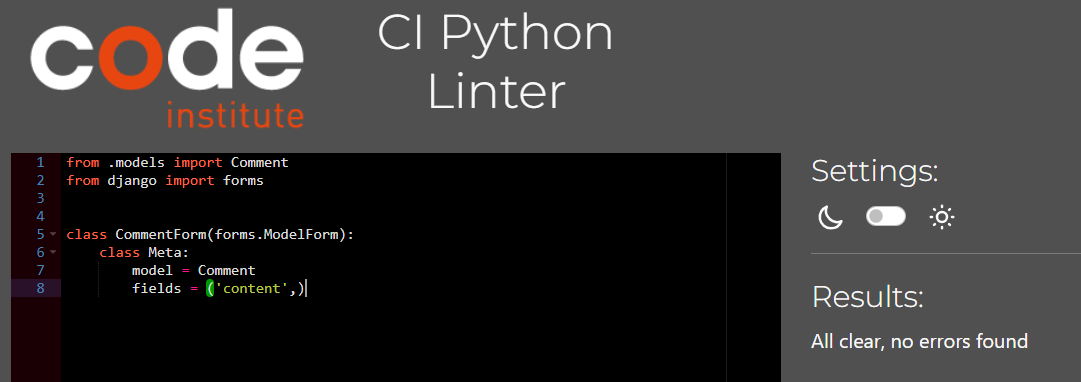 code
institute
CI Python
Linter
1 from .models import Comment
2 from django import forms
3
4
5 class CommentForm(forms.ModelForm):
6     class Meta:
7         model = Comment
8         fields = ('content',)
Settings:
Results:
All clear, no errors found